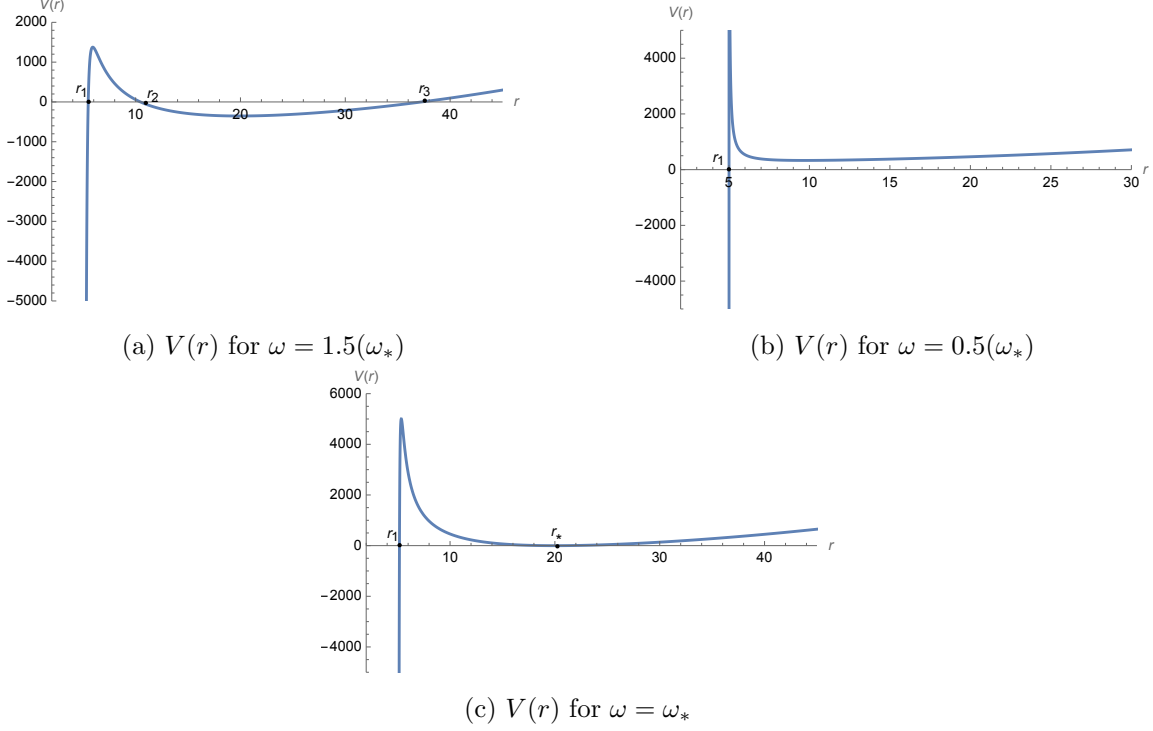 V(r)
2000
1000
0
−1000
−2000
−3000
−4000
−5000
r₁
r₂
r₃
10
20
30
40
r
(a) V(r) for ω = 1.5(ω∗)
V(r)
4000
2000
0
−2000
−4000
r₁
5
10
15
20
25
30
r
(b) V(r) for ω = 0.5(ω∗)
V(r)
6000
4000
2000
0
−2000
−4000
r₁
r∗
10
20
30
40
r
(c) V(r) for ω = ω∗